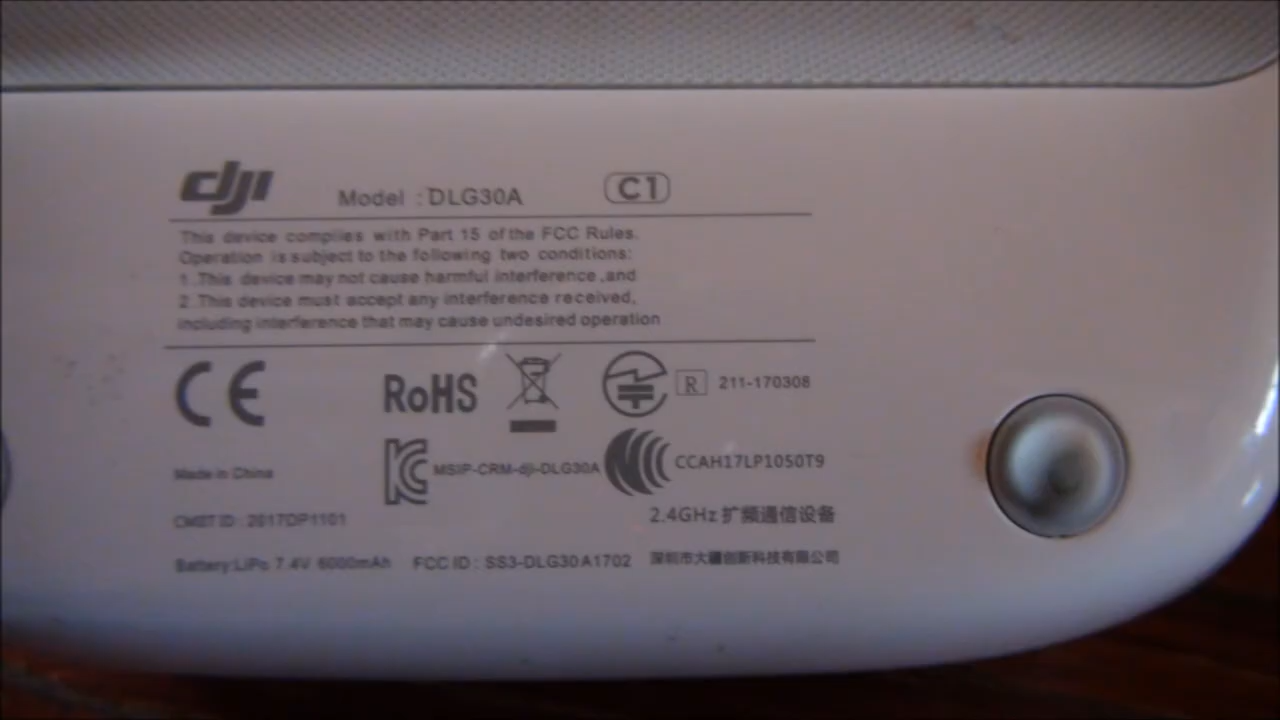 dji Model : DLG30A C1
This device complies with Part 15 of the FCC Rules.
Operation is subject to the following two conditions:
1 .This device may not cause harmful interference ,and
2 .This device must accept any interference received,
including interference that may cause undesired operation
CE RoHS R 211-170308
Made in China MSIP-CRM-dji-DLG30A CCAH17LP1050T9
CMIIT ID : 2017DP1101 2.4GHz 扩频通信设备
Battery:LiPo 7.4V 6000mAh FCC ID : SS3-DLG30A1702 深圳市大疆创新科技有限公司